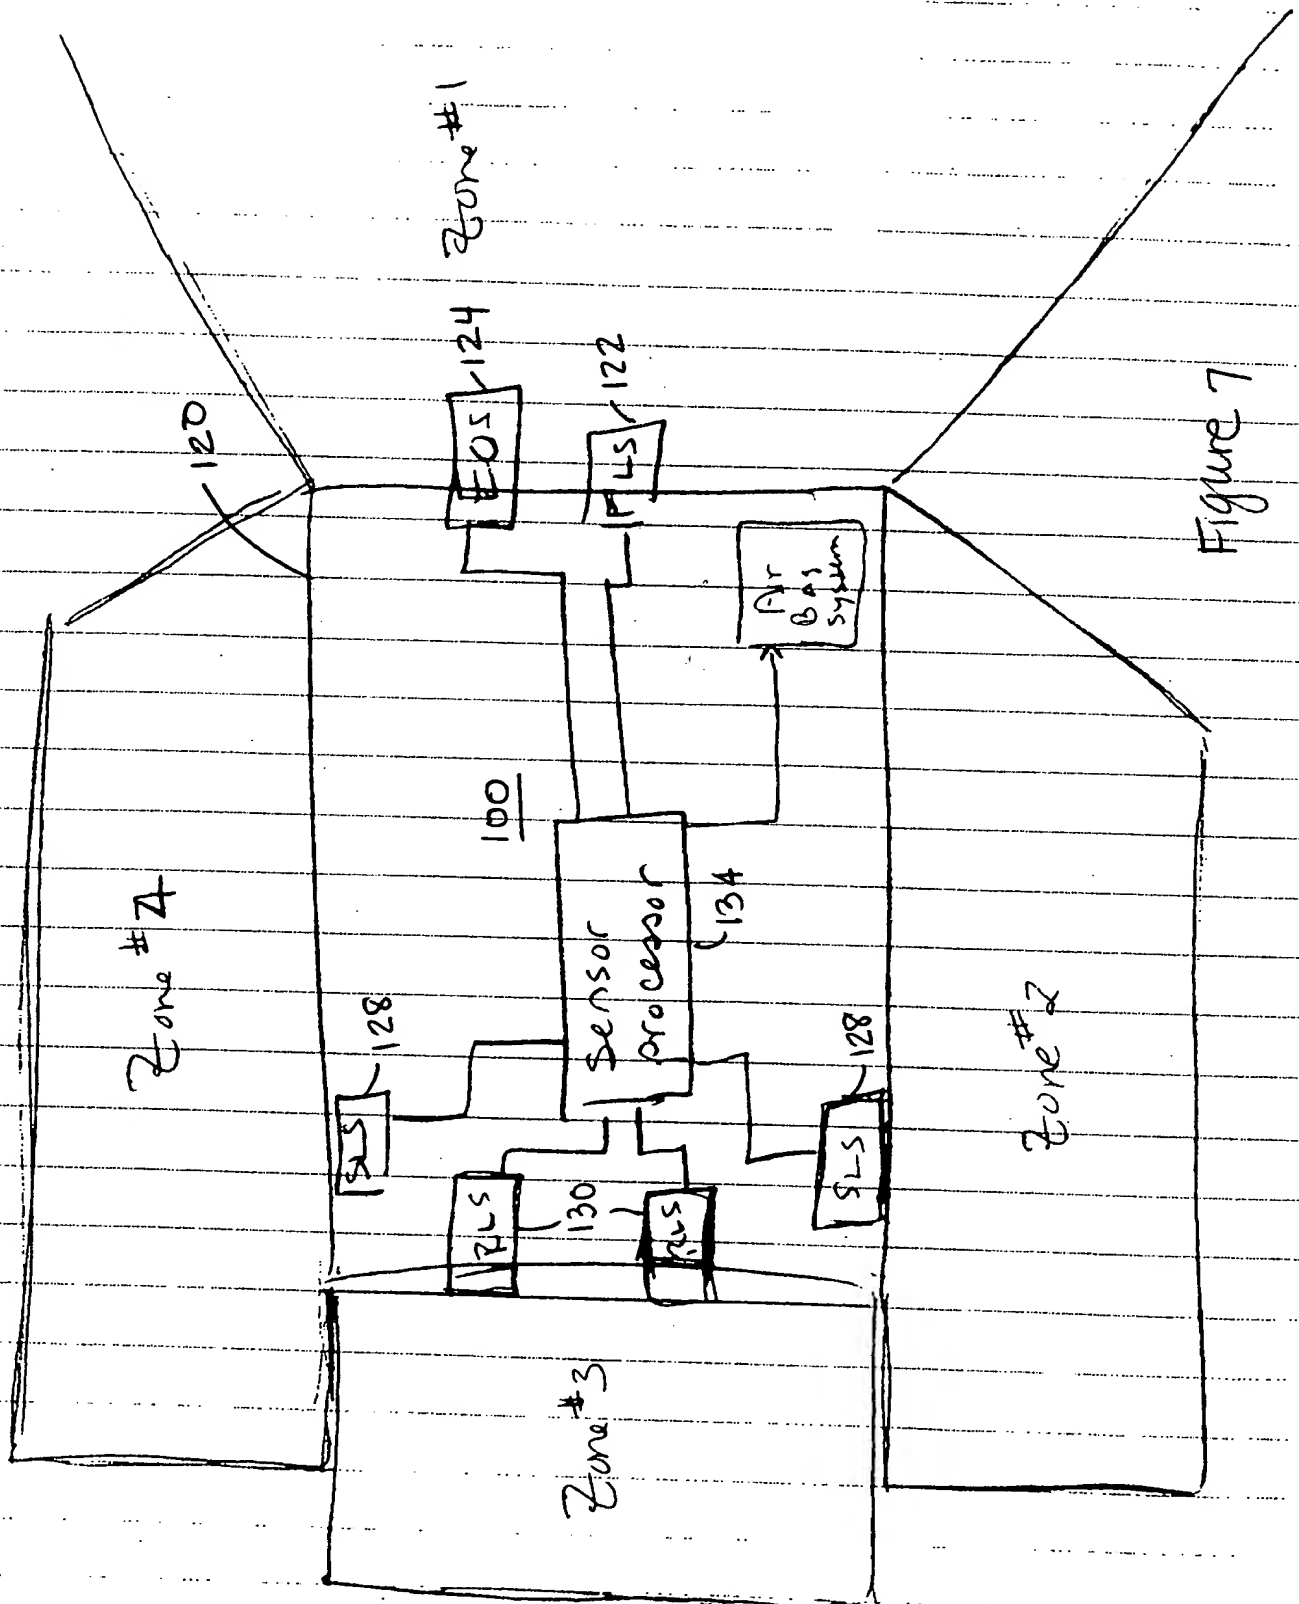 Zone #1
124
EOS
122
FLS
120
Air
Bag
System
100
Sensor
processor
134
Zone #4
128
SLS
RLS
130
RLS
128
SLS
Zone #2
Zone #3
Figure 7